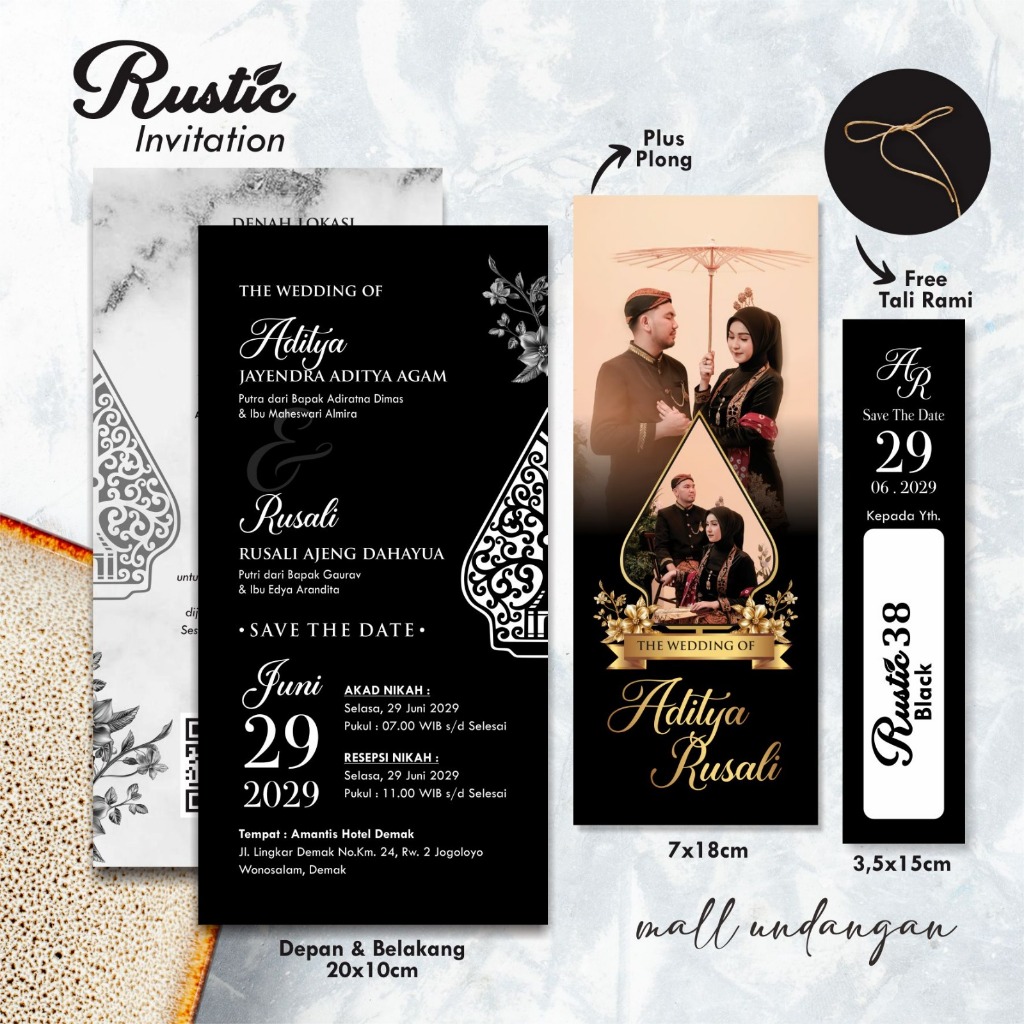 Rustic
Invitation
DENAH LOKASI
untu
dij
Ses
THE WEDDING OF
Aditya
JAYENDRA ADITYA AGAM
Putra dari Bapak Adiratna Dimas
& Ibu Maheswari Almira
&
Rusali
RUSALI AJENG DAHAYUA
Putri dari Bapak Gaurav
& Ibu Edya Arandita
•SAVE THE DATE•
Juni
29
2029
AKAD NIKAH :
Selasa, 29 Juni 2029
Pukul : 07.00 WIB s/d Selesai
RESEPSI NIKAH :
Selasa, 29 Juni 2029
Pukul : 11.00 WIB s/d Selesai
Tempat : Amantis Hotel Demak
Jl. Lingkar Demak No.Km. 24, Rw. 2 Jogoloyo
Wonosalam, Demak
Depan & Belakang
20x10cm
Plus
Plong
THE WEDDING OF
Aditya
Rusali
7x18cm
Free
Tali Rami
AR
Save The Date
29
06 . 2029
Kepada Yth.
Rustic 38
Black
3,5x15cm
mall undangan